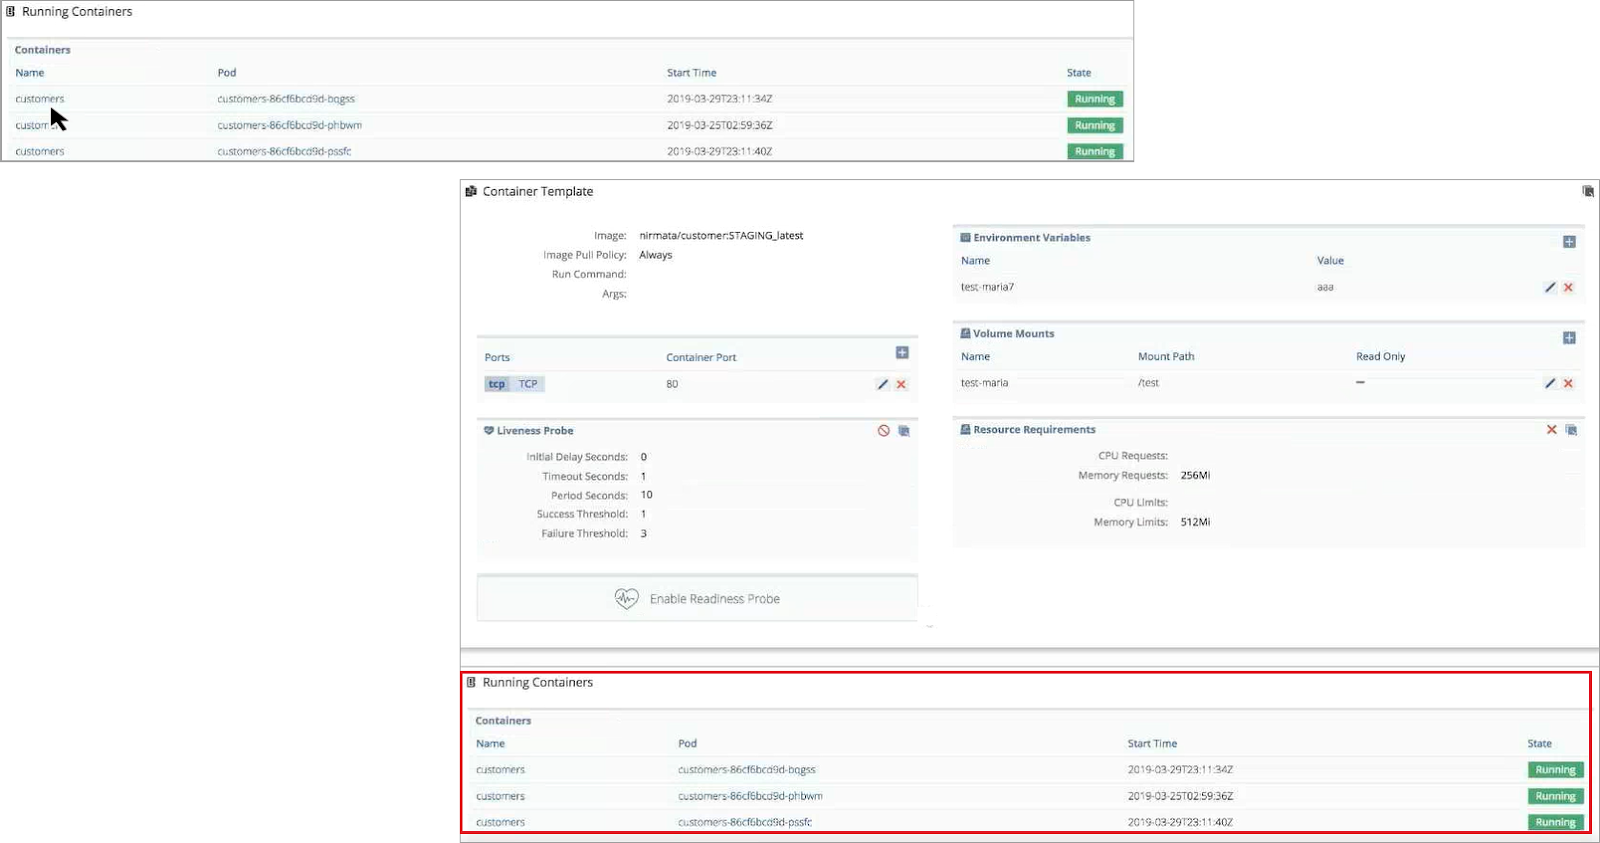 Running Containers
Containers
Name Pod Start Time State
customers customers-86cf6bcd9d-bqgss 2019-03-29T23:11:34Z Running
custom customers-86cf6bcd9d-phbwm 2019-03-25T02:59:36Z Running
customers customers-86cf6bcd9d-pssfc 2019-03-29T23:11:40Z Running
Container Template
Image: nirmata/customer:STAGING_latest
Image Pull Policy: Always
Run Command:
Args:
Ports Container Port
tcp TCP 80
Liveness Probe
Initial Delay Seconds: 0
Timeout Seconds: 1
Period Seconds: 10
Success Threshold: 1
Failure Threshold: 3
Enable Readiness Probe
Environment Variables
Name Value
test-maria7 aaa
Volume Mounts
Name Mount Path Read Only
test-maria /test —
Resource Requirements
CPU Requests:
Memory Requests: 256Mi
CPU Limits:
Memory Limits: 512Mi
Running Containers
Containers
Name Pod Start Time State
customers customers-86cf6bcd9d-bqgss 2019-03-29T23:11:34Z Running
customers customers-86cf6bcd9d-phbwm 2019-03-25T02:59:36Z Running
customers customers-86cf6bcd9d-pssfc 2019-03-29T23:11:40Z Running